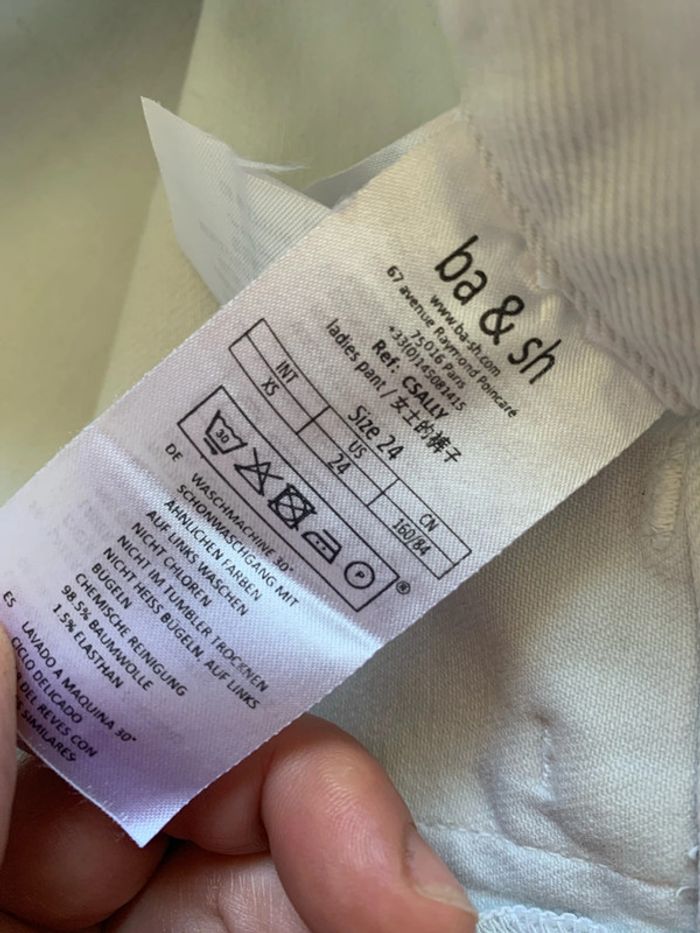 ba & sh
www.ba-sh.com
67 avenue Raymond Poincaré
75016 Paris
+33(0)145081415
Ref: CSALLY
ladies pant / 女士的裤子
Size 24
INT US CN
XS 24 160/84
30 P ®
DE WASCHMACHINE 30°
SCHONWASCHGANG MIT
ÄHNLICHEN FARBEN
AUF LINKS WASCHEN
NICHT CHLOREN
NICHT IM TUMBLER TROCKNEN
NICHT HEISS BÜGELN, AUF LINKS
BÜGELN
CHEMISCHE REINIGUNG
98.5% BAUMWOLLE
1.5% ELASTHAN
ES LAVADO A MAQUINA 30°
CICLO DELICADO
DEL REVES CON
SIMILARES